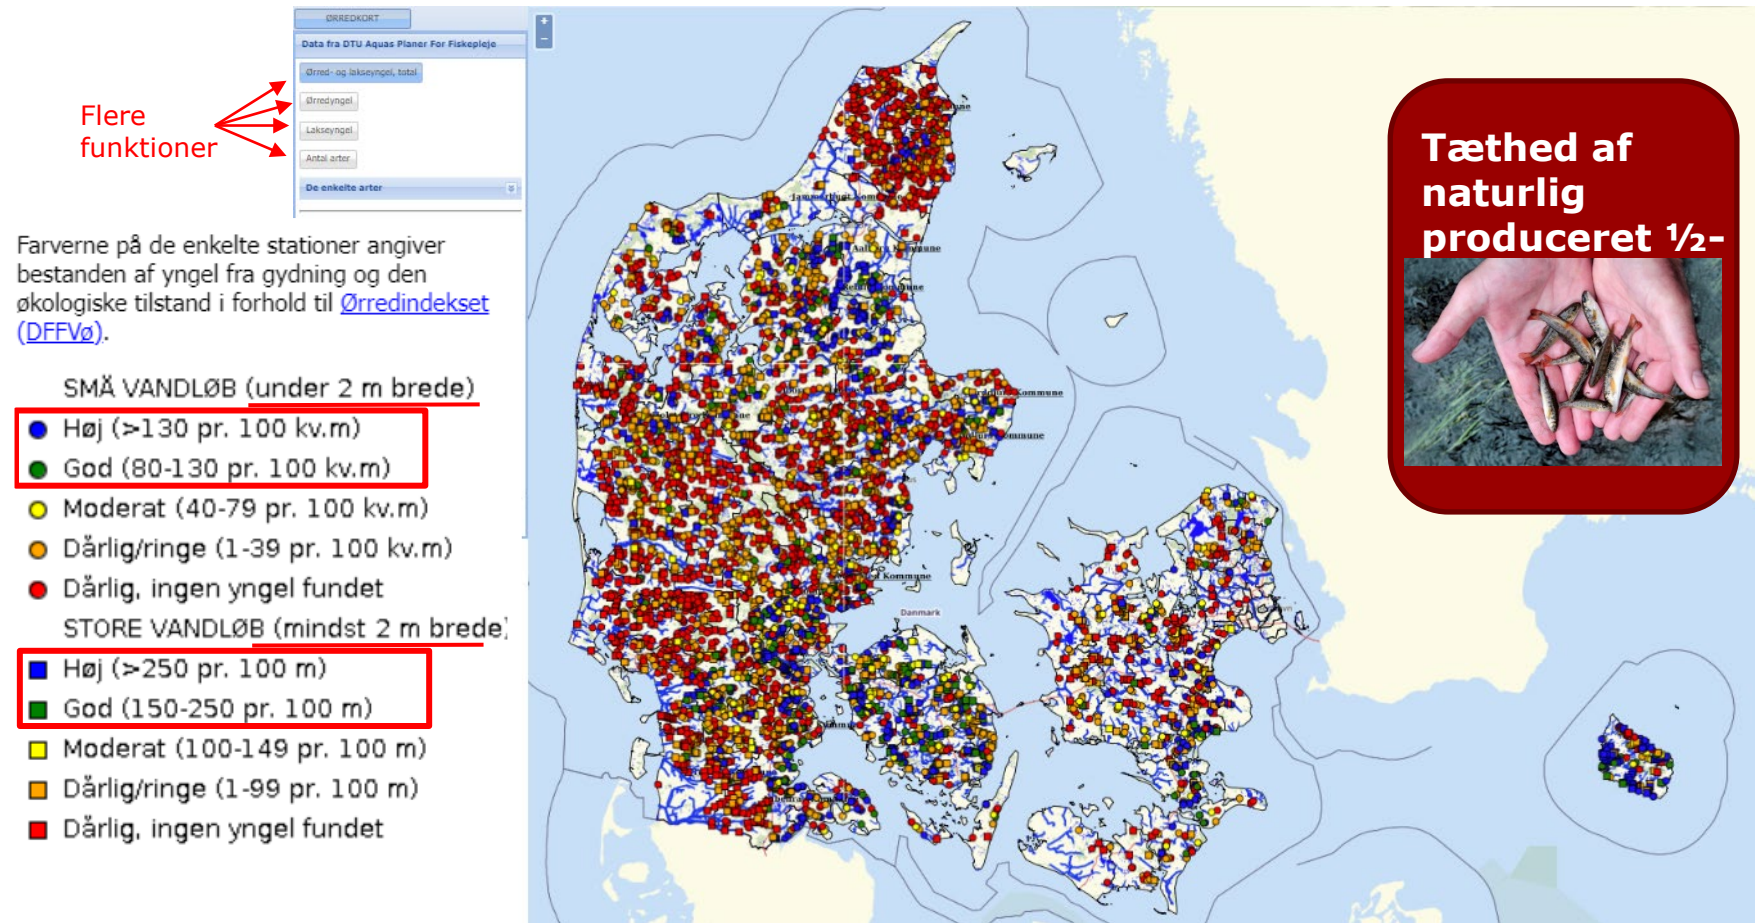 ØRREDKORT
Data fra DTU Aquas Planer For Fiskepleje
Ørred- og lakseyngel, total
Ørredyngel
Lakseyngel
Antal arter
De enkelte arter
Flere
funktioner
Farverne på de enkelte stationer angiver
bestanden af yngel fra gydning og den
økologiske tilstand i forhold til Ørredindekset
(DFFVø).
SMÅ VANDLØB (under 2 m brede)
Høj (>130 pr. 100 kv.m)
God (80-130 pr. 100 kv.m)
Moderat (40-79 pr. 100 kv.m)
Dårlig/ringe (1-39 pr. 100 kv.m)
Dårlig, ingen yngel fundet
STORE VANDLØB (mindst 2 m brede)
Høj (>250 pr. 100 m)
God (150-250 pr. 100 m)
Moderat (100-149 pr. 100 m)
Dårlig/ringe (1-99 pr. 100 m)
Dårlig, ingen yngel fundet
+
−
Kommune
Kommune
Kommune
Danmark
Tæthed af
naturlig
produceret ½-